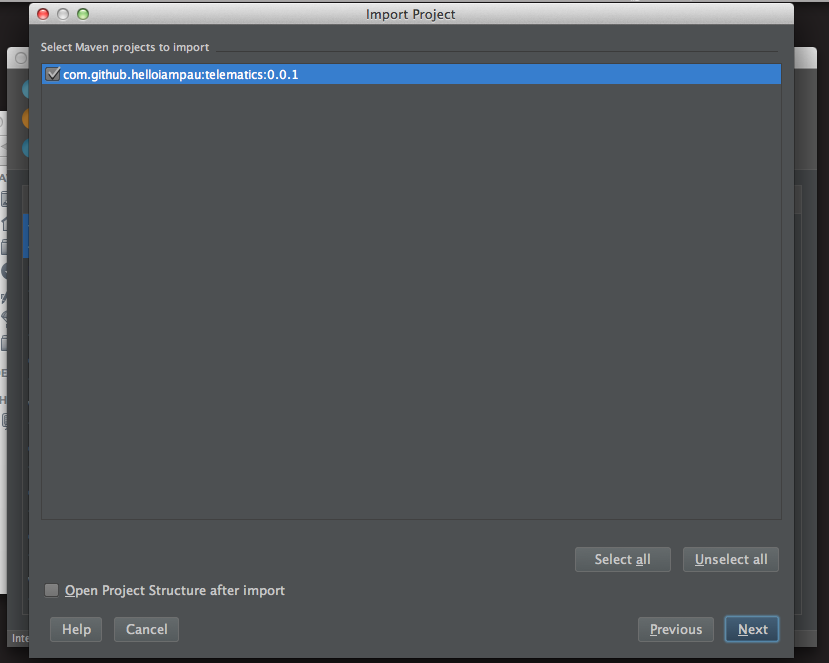 Import Project
Select Maven projects to import
com.github.helloiampau:telematics:0.0.1
Select all
Unselect all
Open Project Structure after import
Help
Cancel
Previous
Next
Inte